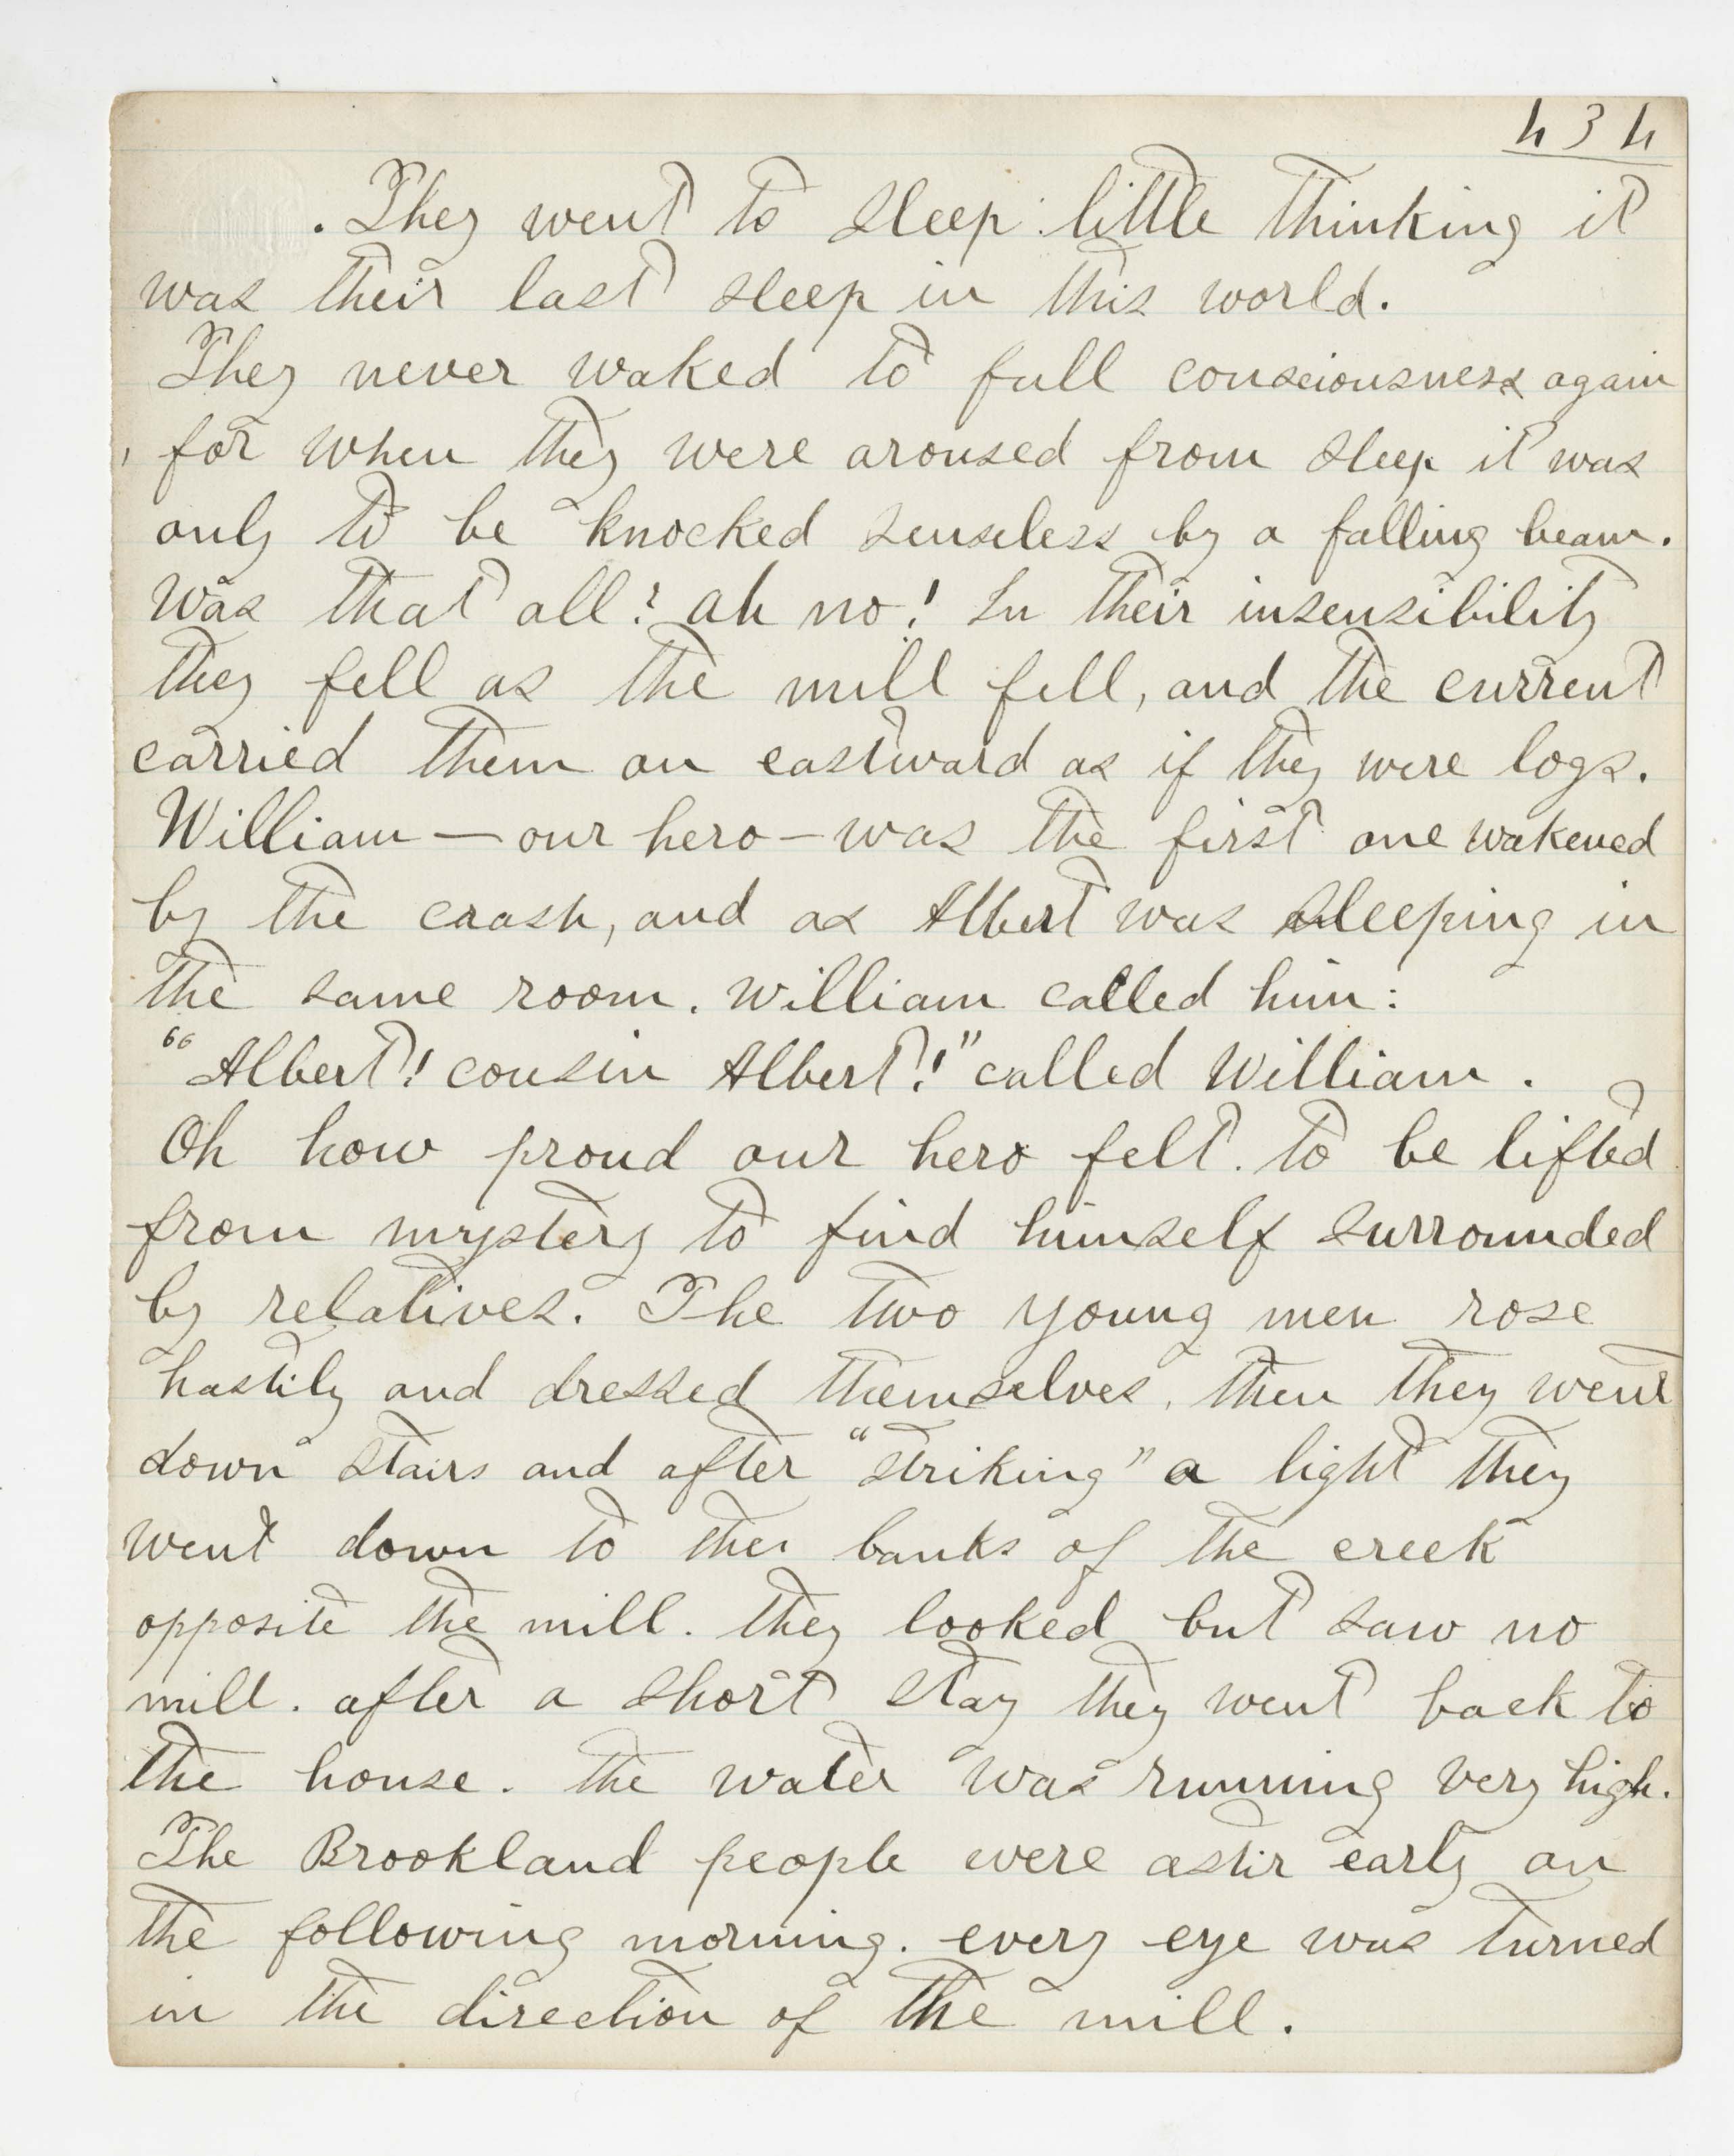 434
. They went to sleep little thinking it
was their last sleep in this world.
They never waked to full consciousness again
, for when they were aroused from sleep it was
only to be knocked senseless by a falling beam.
Was that all? ah no! In their insensibility
they fell as the mill fell, and the current
carried them on eastward as if they were logs.
William — our hero — was the first one wakened
by the crash, and as Albert was sleeping in
the same room. William called him:
"Albert! cousin Albert!" called William.
Oh how proud our hero felt. to be lifted
from mystery to find himself surrounded
by relatives. The two young men rose
hastily and dressed themselves. then they went
down stairs and after "striking" a light they
went down to the banks of the creek
opposite the mill. they looked but saw no
mill. after a short stay they went back to
the house. the water was running very high.
The Brookland people were astir early on
the following morning. every eye was turned
in the direction of the mill.